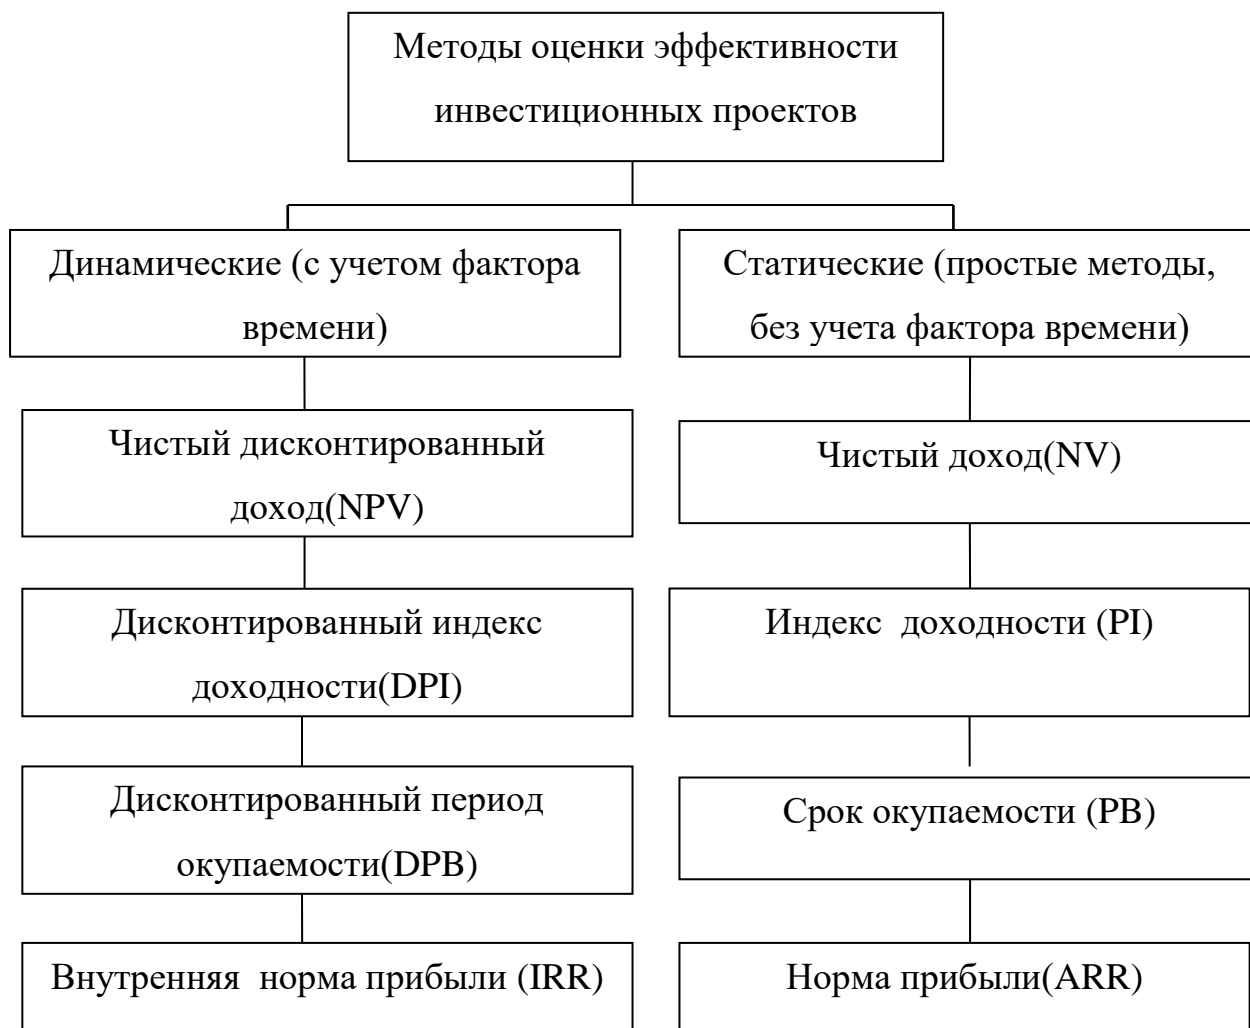 Методы оценки эффективности
инвестиционных проектов
Динамические (с учетом фактора
времени)
Статические (простые методы,
без учета фактора времени)
Чистый дисконтированный
доход(NPV)
Чистый доход(NV)
Дисконтированный индекс
доходности(DPI)
Индекс  доходности (PI)
Дисконтированный период
окупаемости(DPB)
Срок окупаемости (PB)
Внутренняя  норма прибыли (IRR)
Норма прибыли(ARR)